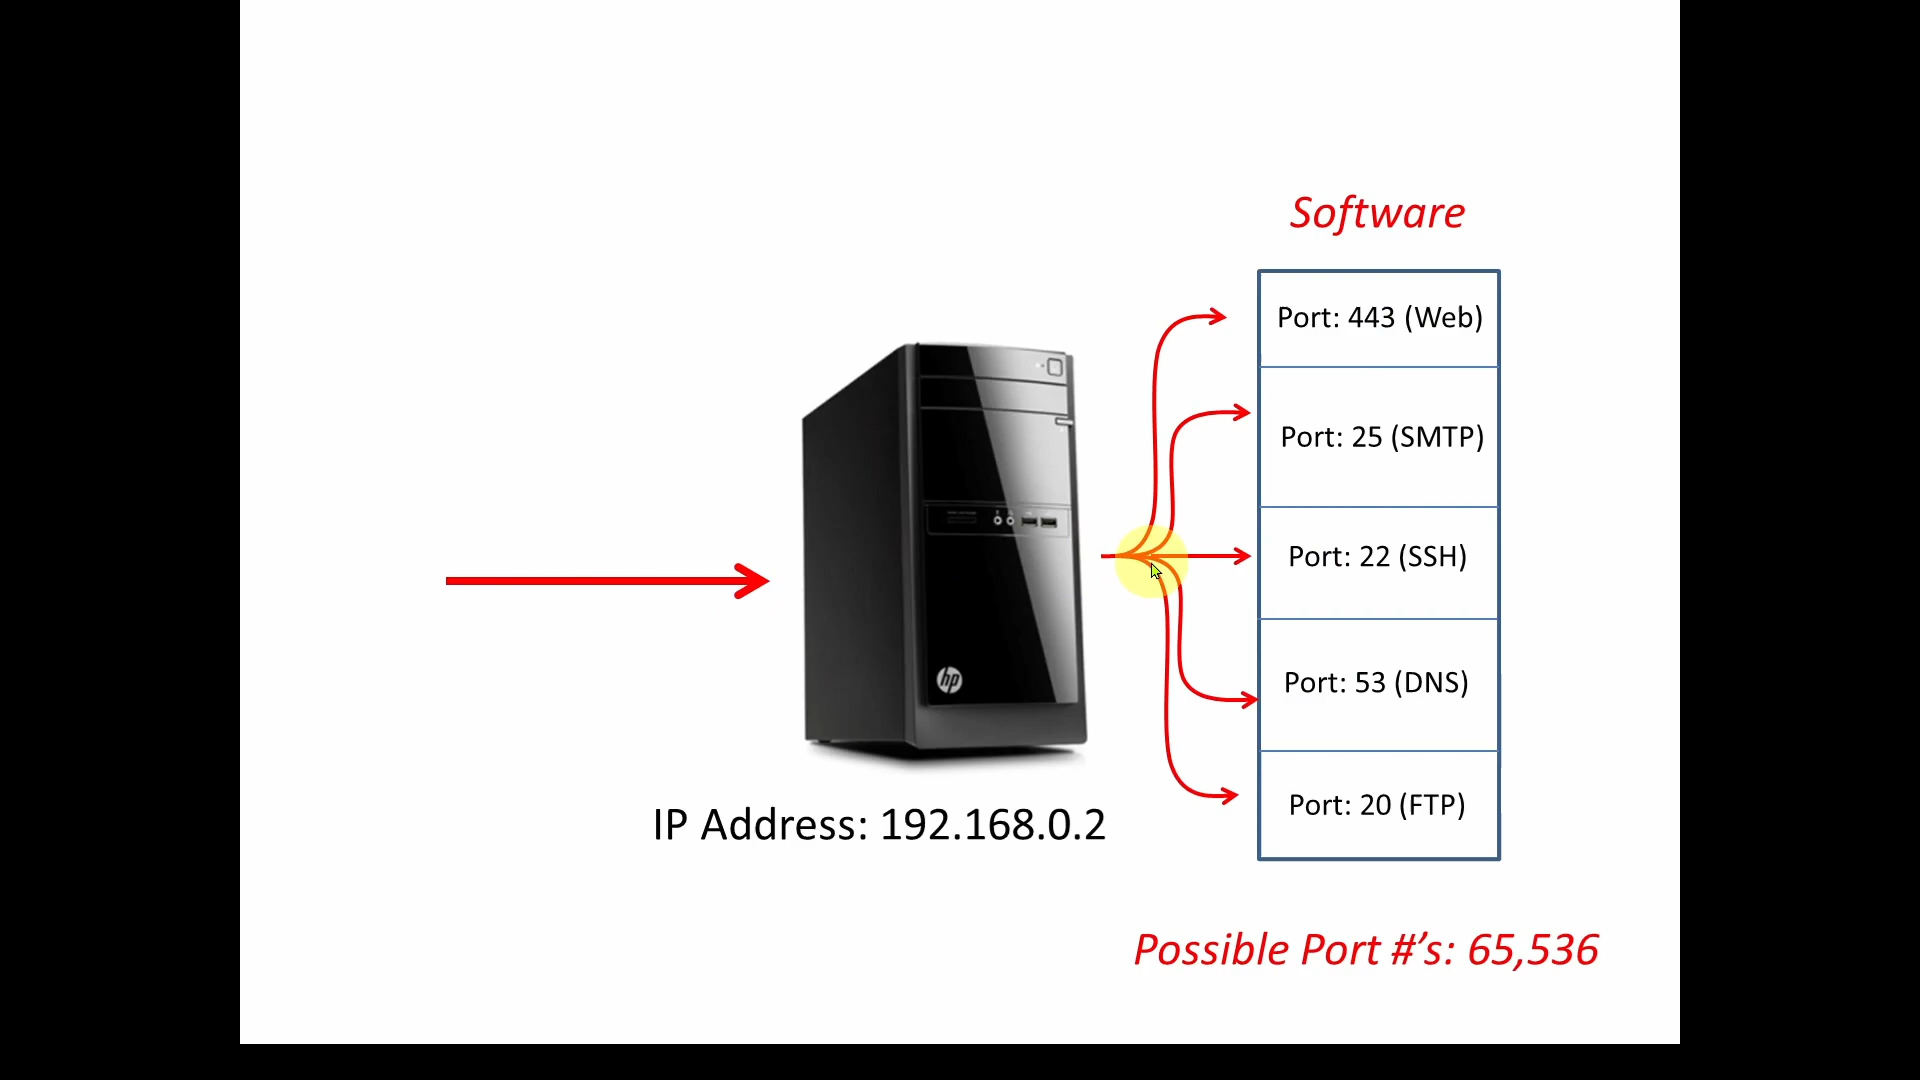 Software
Port: 443 (Web)
Port: 25 (SMTP)
Port: 22 (SSH)
Port: 53 (DNS)
Port: 20 (FTP)
hp
IP Address: 192.168.0.2
Possible Port #’s: 65,536